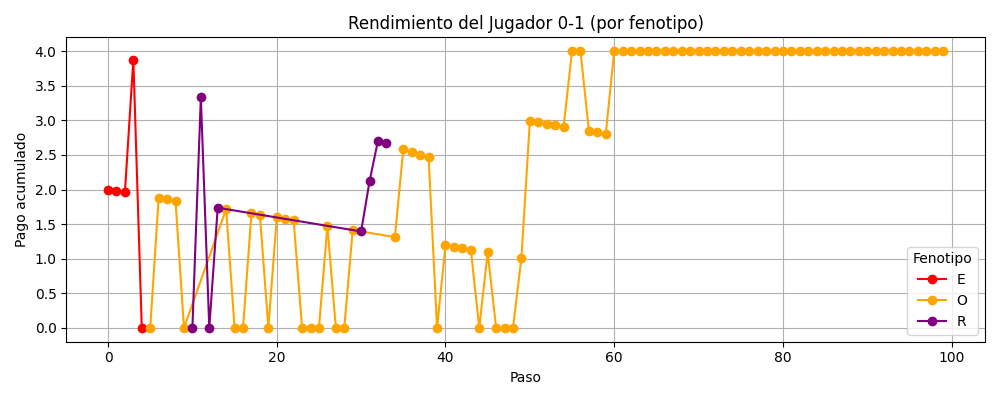 Rendimiento del Jugador 0-1 (por fenotipo)
Pago acumulado
4.0
3.5
3.0
2.5
2.0
1.5
1.0
0.5
0.0
0 20 40 60 80 100
Paso
Fenotipo
E
O
R